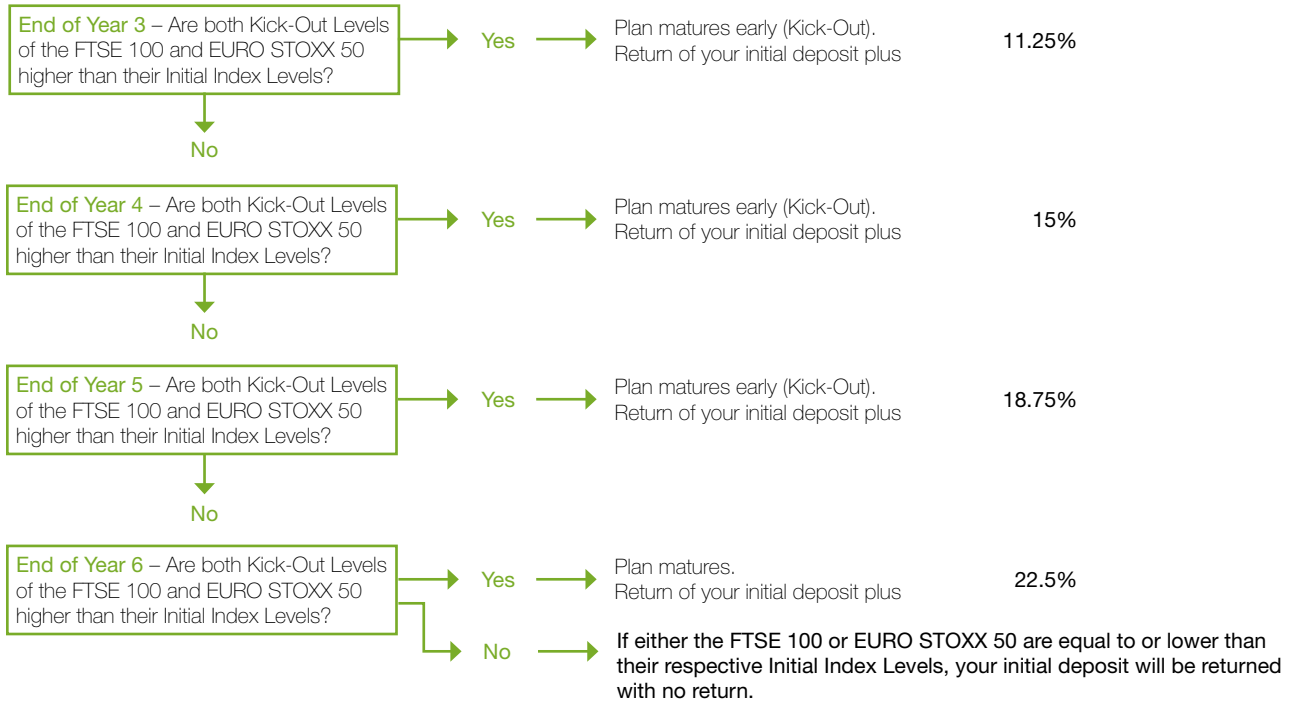 End of Year 3 – Are both Kick-Out Levels
of the FTSE 100 and EURO STOXX 50
higher than their Initial Index Levels?
Yes
Plan matures early (Kick-Out).
Return of your initial deposit plus
11.25%
No
End of Year 4 – Are both Kick-Out Levels
of the FTSE 100 and EURO STOXX 50
higher than their Initial Index Levels?
Yes
Plan matures early (Kick-Out).
Return of your initial deposit plus
15%
No
End of Year 5 – Are both Kick-Out Levels
of the FTSE 100 and EURO STOXX 50
higher than their Initial Index Levels?
Yes
Plan matures early (Kick-Out).
Return of your initial deposit plus
18.75%
No
End of Year 6 – Are both Kick-Out Levels
of the FTSE 100 and EURO STOXX 50
higher than their Initial Index Levels?
Yes
Plan matures.
Return of your initial deposit plus
22.5%
No
If either the FTSE 100 or EURO STOXX 50 are equal to or lower than
their respective Initial Index Levels, your initial deposit will be returned
with no return.